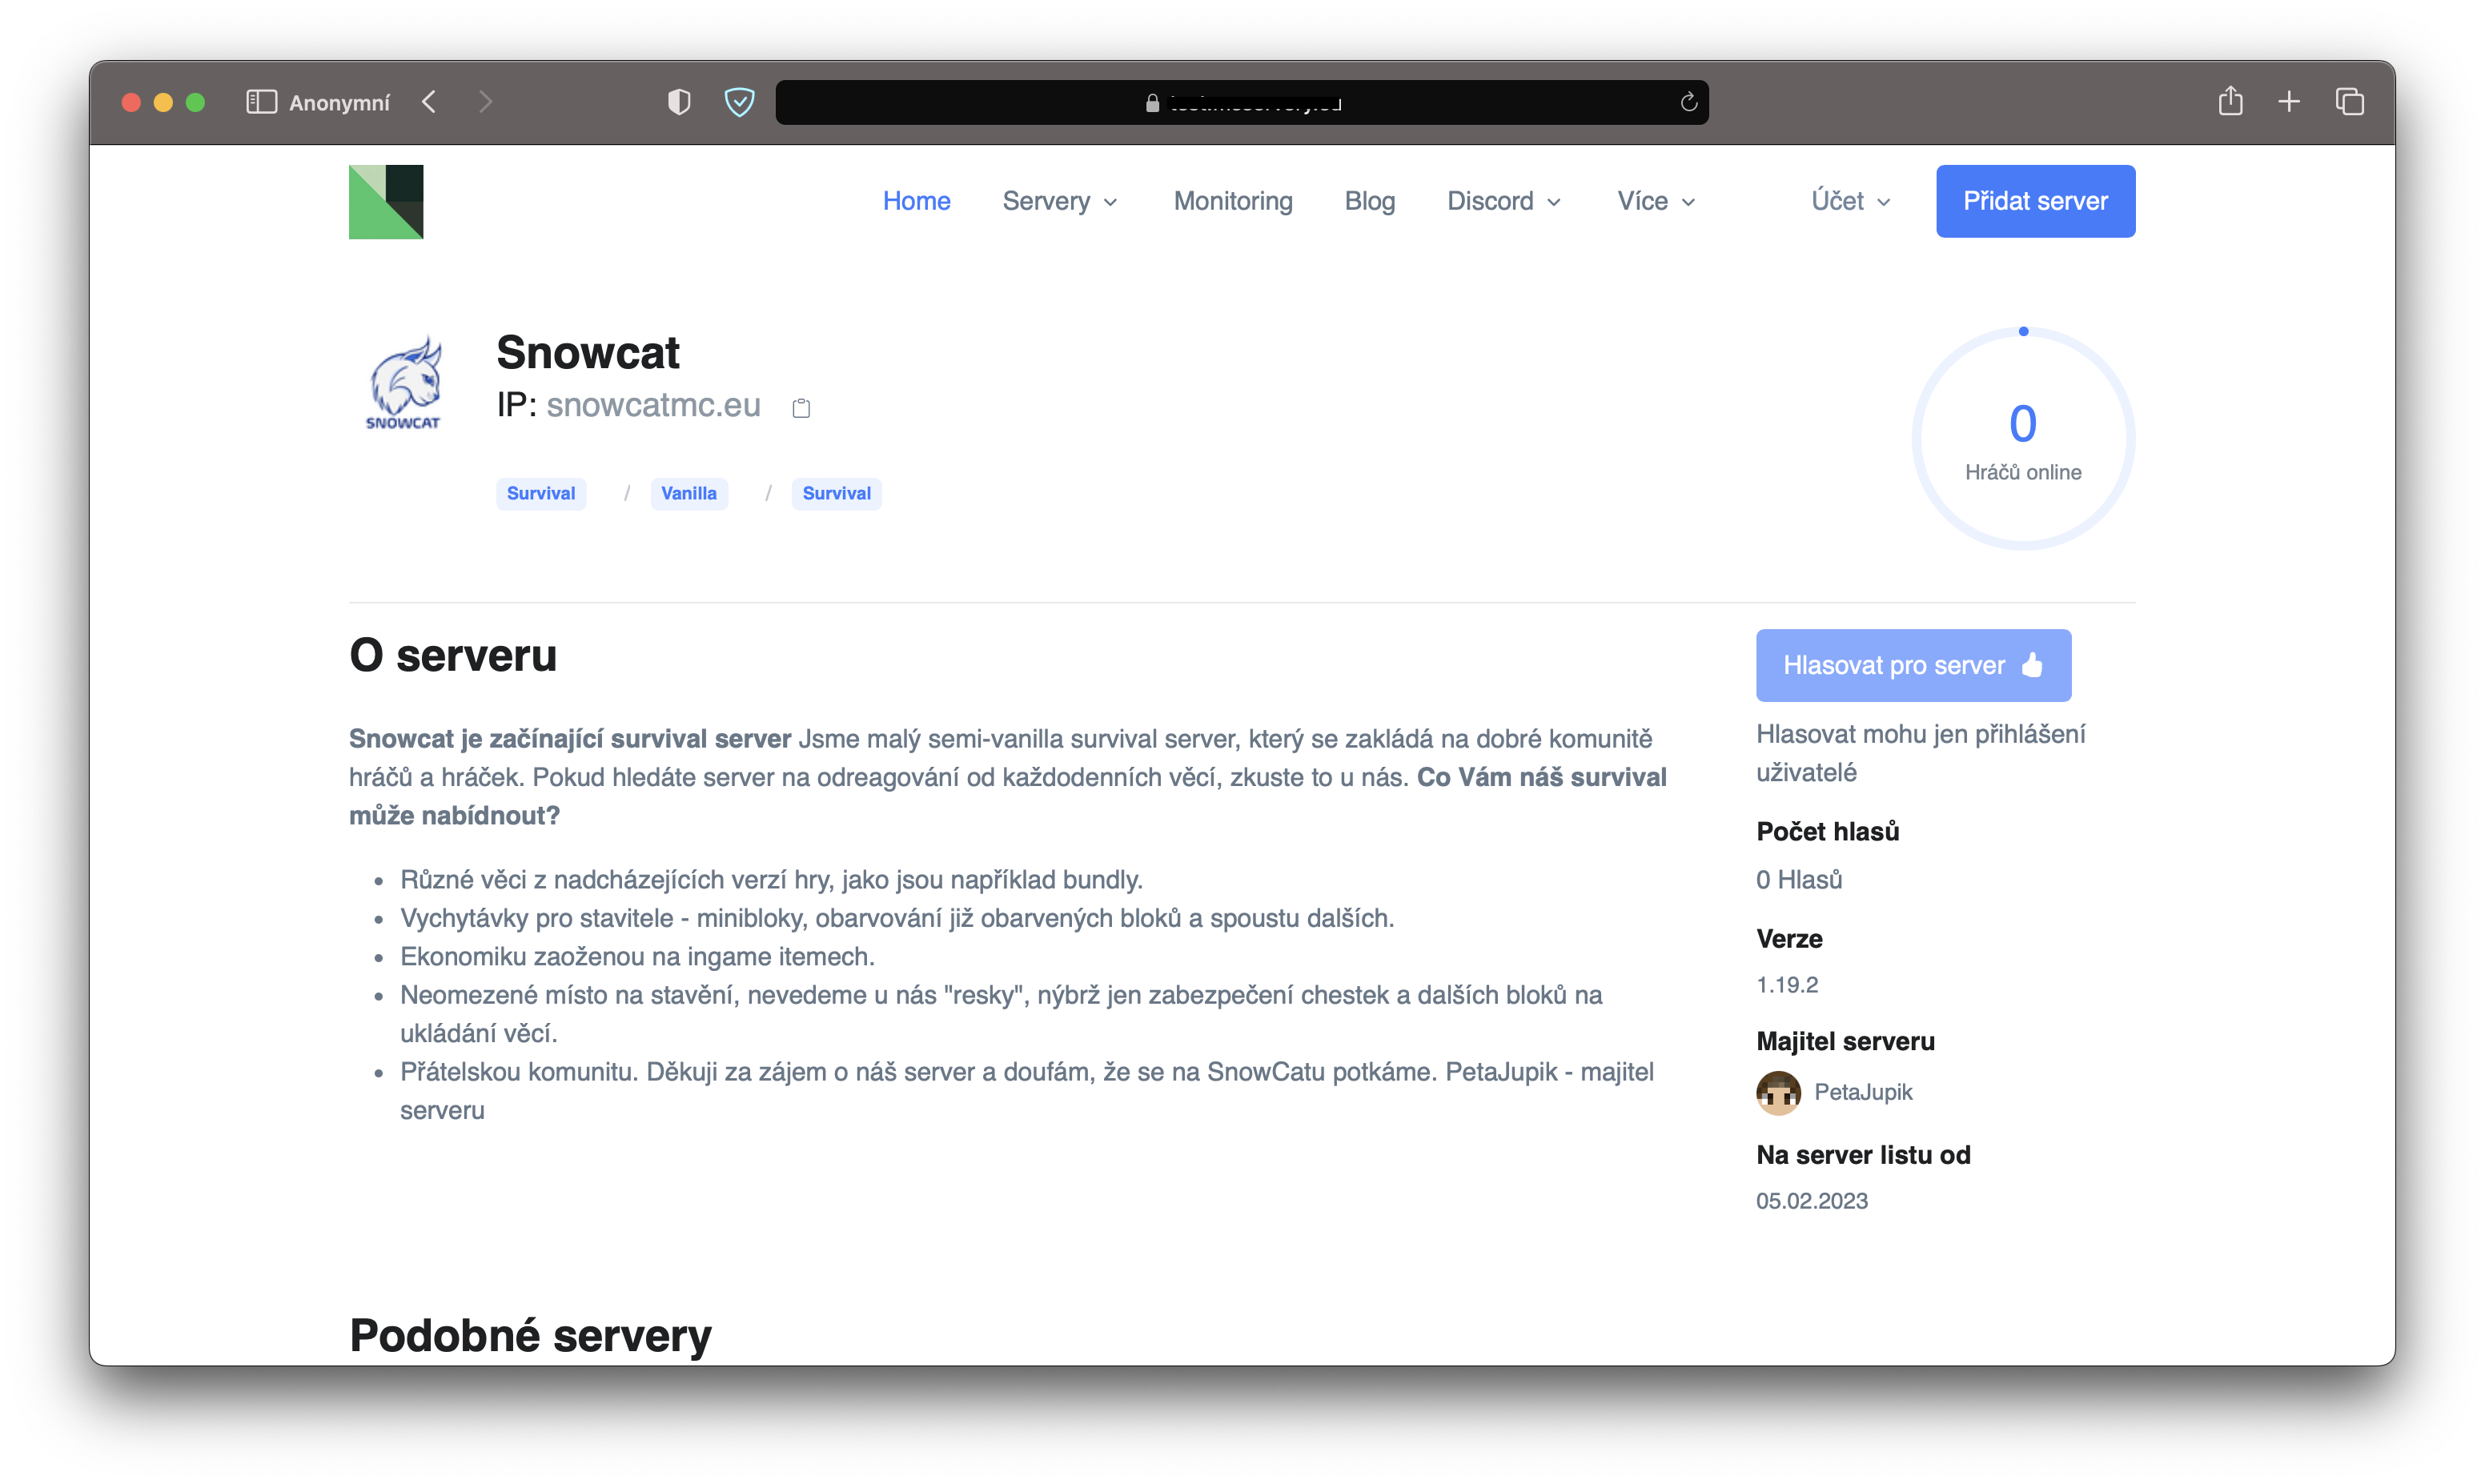 Anonymní
Home Servery Monitoring Blog Discord Více Účet Přidat server
SNOWCAT
Snowcat
IP: snowcatmc.eu
Survival / Vanilla / Survival
0
Hráčů online
O serveru
Snowcat je začínající survival server Jsme malý semi-vanilla survival server, který se zakládá na dobré komunitě
hráčů a hráček. Pokud hledáte server na odreagování od každodenních věcí, zkuste to u nás. Co Vám náš survival
může nabídnout?
• Různé věci z nadcházejících verzí hry, jako jsou například bundly.
• Vychytávky pro stavitele - minibloky, obarvování již obarvených bloků a spoustu dalších.
• Ekonomiku zaoženou na ingame itemech.
• Neomezené místo na stavění, nevedeme u nás "resky", nýbrž jen zabezpečení chestek a dalších bloků na
ukládání věcí.
• Přátelskou komunitu. Děkuji za zájem o náš server a doufám, že se na SnowCatu potkáme. PetaJupik - majitel
serveru
Hlasovat pro server
Hlasovat mohu jen přihlášení
uživatelé
Počet hlasů
0 Hlasů
Verze
1.19.2
Majitel serveru
PetaJupik
Na server listu od
05.02.2023
Podobné servery